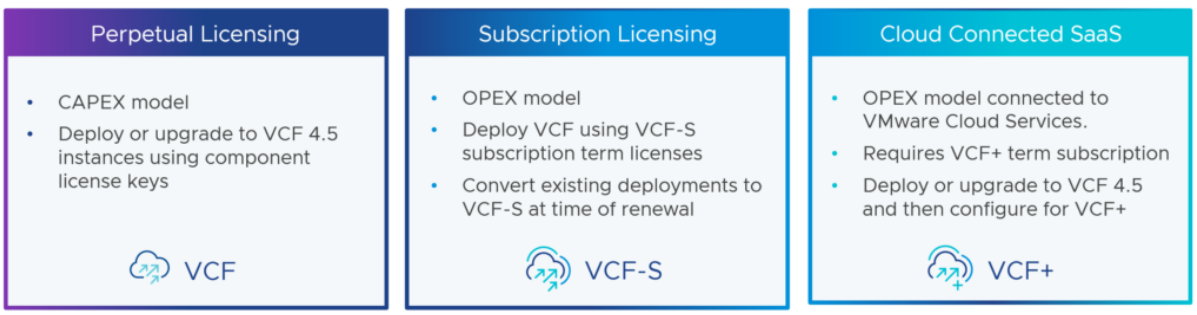 Perpetual Licensing
• CAPEX model
• Deploy or upgrade to VCF 4.5
instances using component
license keys
VCF
Subscription Licensing
• OPEX model
• Deploy VCF using VCF-S
subscription term licenses
• Convert existing deployments to
VCF-S at time of renewal
VCF-S
Cloud Connected SaaS
• OPEX model connected to
VMware Cloud Services.
• Requires VCF+ term subscription
• Deploy or upgrade to VCF 4.5
and then configure for VCF+
VCF+